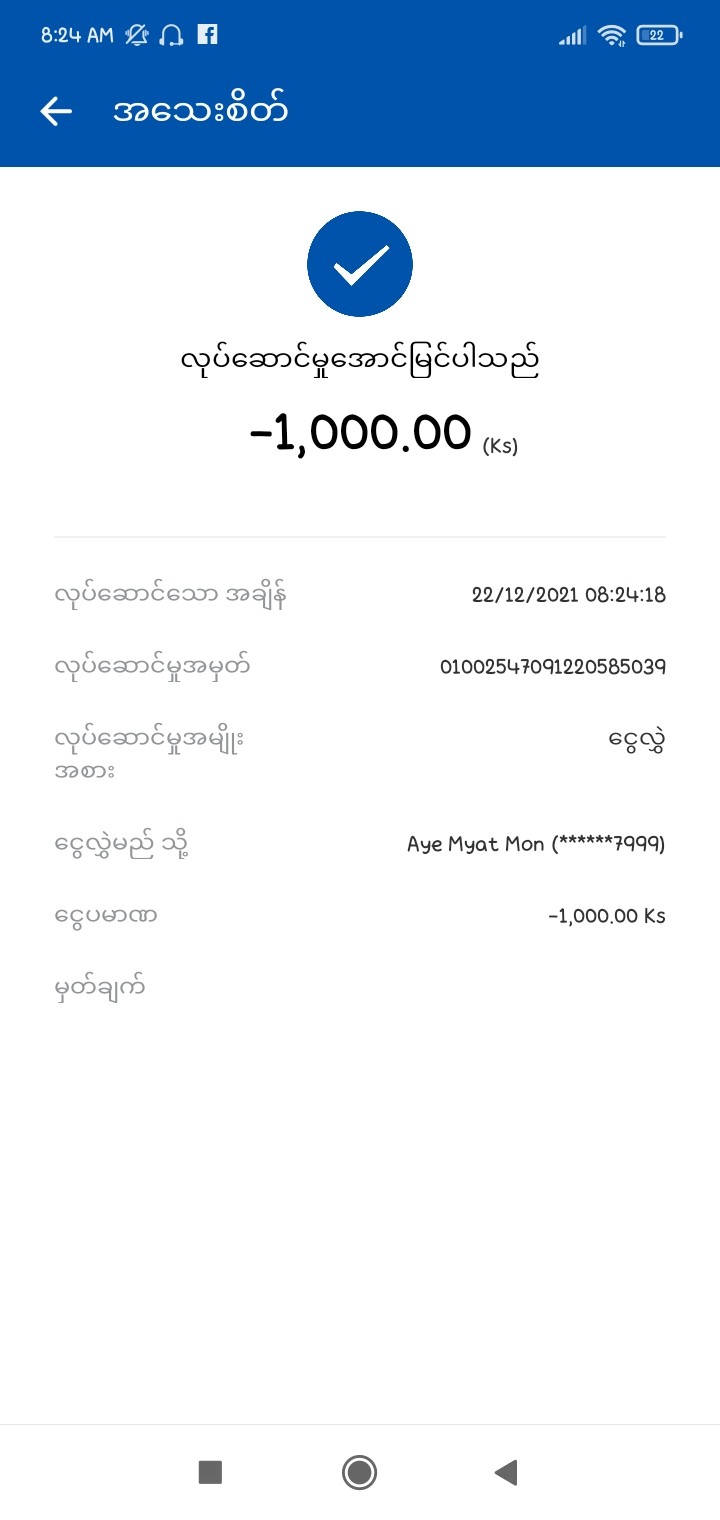 8:24 AM
22
အသေးစိတ်
လုပ်ဆောင်မှုအောင်မြင်ပါသည်
-1,000.00 (Ks)
လုပ်ဆောင်သော အချိန် 22/12/2021 08:24:18
လုပ်ဆောင်မှုအမှတ် 01002547091220585039
လုပ်ဆောင်မှုအမျိုး ငွေလွှဲ
အစား
ငွေလွှဲမည် သို့ Aye Myat Mon (******7999)
ငွေပမာဏ -1,000.00 Ks
မှတ်ချက်